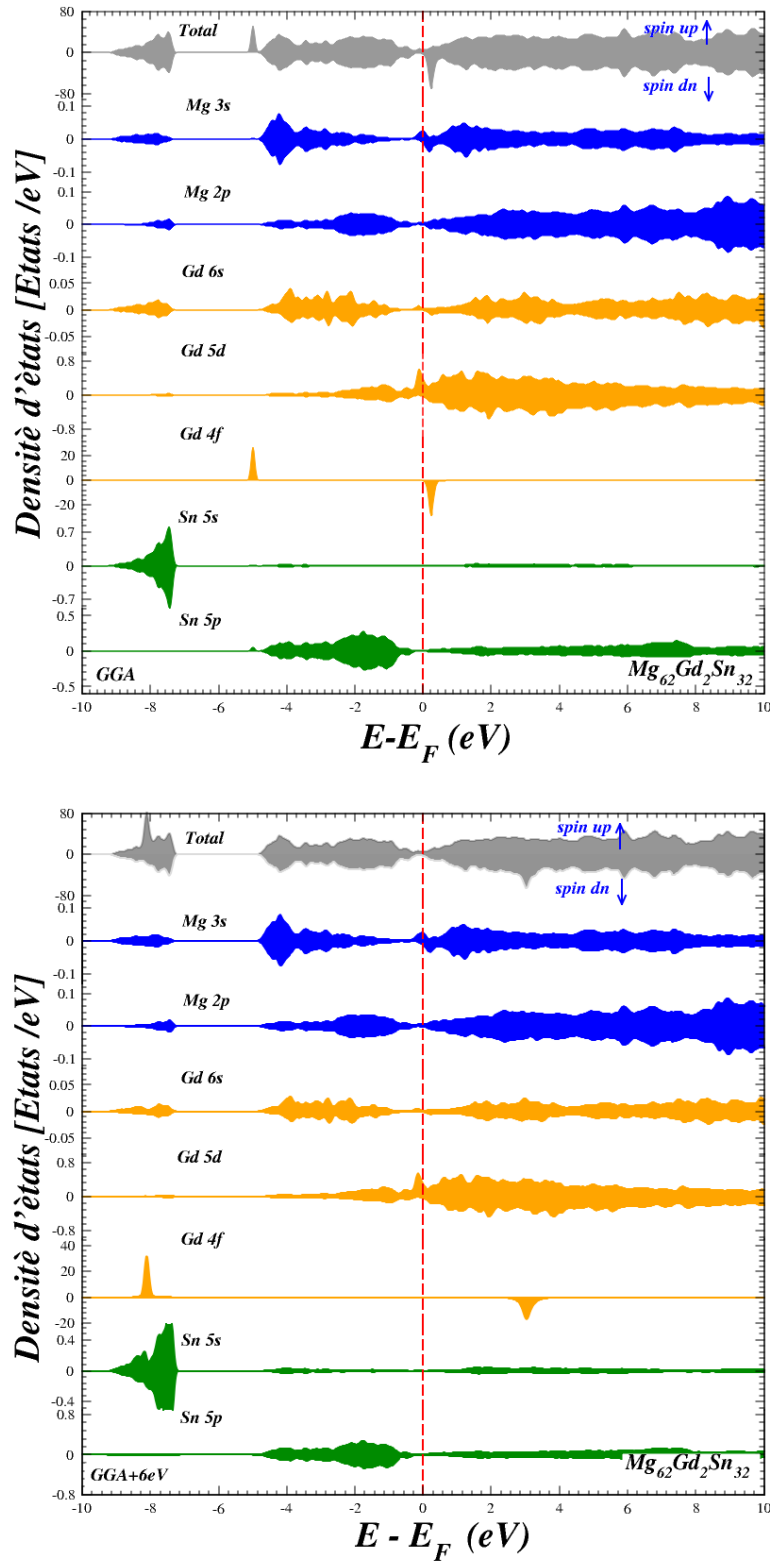 80
0
-80
Total
spin up
spin dn
0.1
0
-0.1
Mg 3s
0.1
0
-0.1
Mg 2p
0.05
0
-0.05
Gd 6s
0.8
0
-0.8
Gd 5d
20
0
-20
Gd 4f
0.7
0
-0.7
Sn 5s
0.5
0
-0.5
Sn 5p
GGA
Mg62Gd2Sn32
Densitè d'ètats [Etats /eV]
-10 -8 -6 -4 -2 0 2 4 6 8 10
E-EF (eV)
80
0
-80
Total
spin up
spin dn
0.1
0
-0.1
Mg 3s
0.1
0
-0.1
Mg 2p
0.05
0
-0.05
Gd 6s
0.8
0
-0.8
Gd 5d
40
20
0
-20
Gd 4f
0.4
0
-0.4
Sn 5s
0.8
0
-0.8
Sn 5p
GGA+6eV
Mg62Gd2Sn32
Densitè d'ètats [Etats /eV]
-10 -8 -6 -4 -2 0 2 4 6 8 10
E - EF (eV)